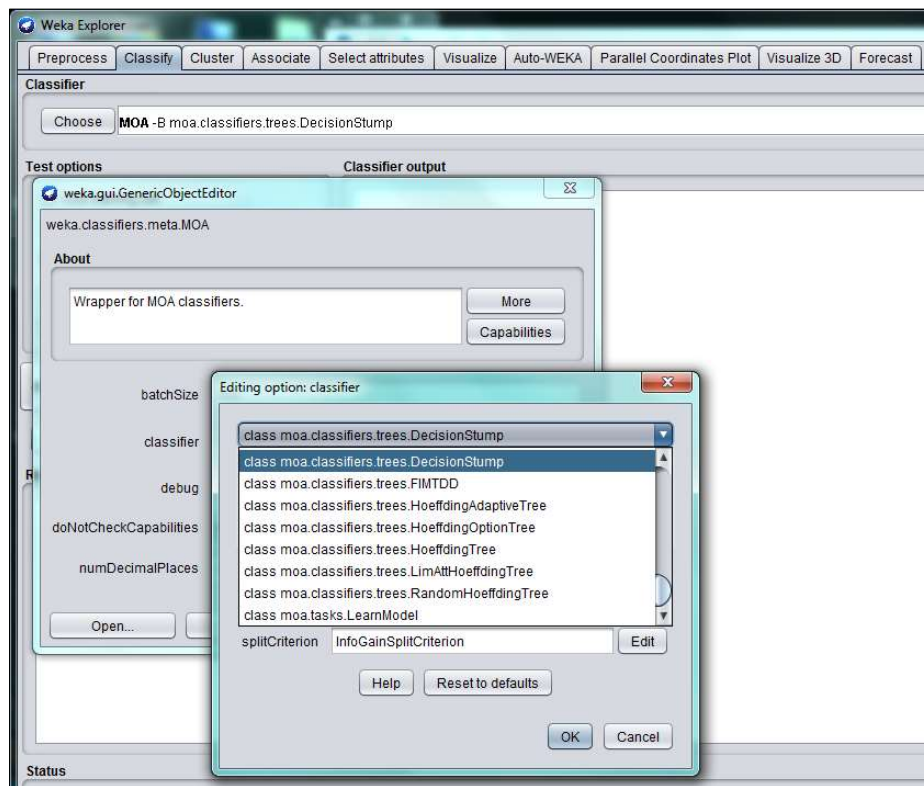 Weka Explorer
Preprocess Classify Cluster Associate Select attributes Visualize Auto-WEKA Parallel Coordinates Plot Visualize 3D Forecast
Classifier
Choose MOA -B moa.classifiers.trees.DecisionStump
Test options Classifier output
weka.gui.GenericObjectEditor
weka.classifiers.meta.MOA
About
Wrapper for MOA classifiers.
More
Capabilities
batchSize
classifier
debug
doNotCheckCapabilities
numDecimalPlaces
Open...
Editing option: classifier
class moa.classifiers.trees.DecisionStump
class moa.classifiers.trees.DecisionStump
class moa.classifiers.trees.FIMTDD
class moa.classifiers.trees.HoeffdingAdaptiveTree
class moa.classifiers.trees.HoeffdingOptionTree
class moa.classifiers.trees.HoeffdingTree
class moa.classifiers.trees.LimAttHoeffdingTree
class moa.classifiers.trees.RandomHoeffdingTree
class moa.tasks.LearnModel
splitCriterion InfoGainSplitCriterion Edit
Help Reset to defaults
OK Cancel
Status